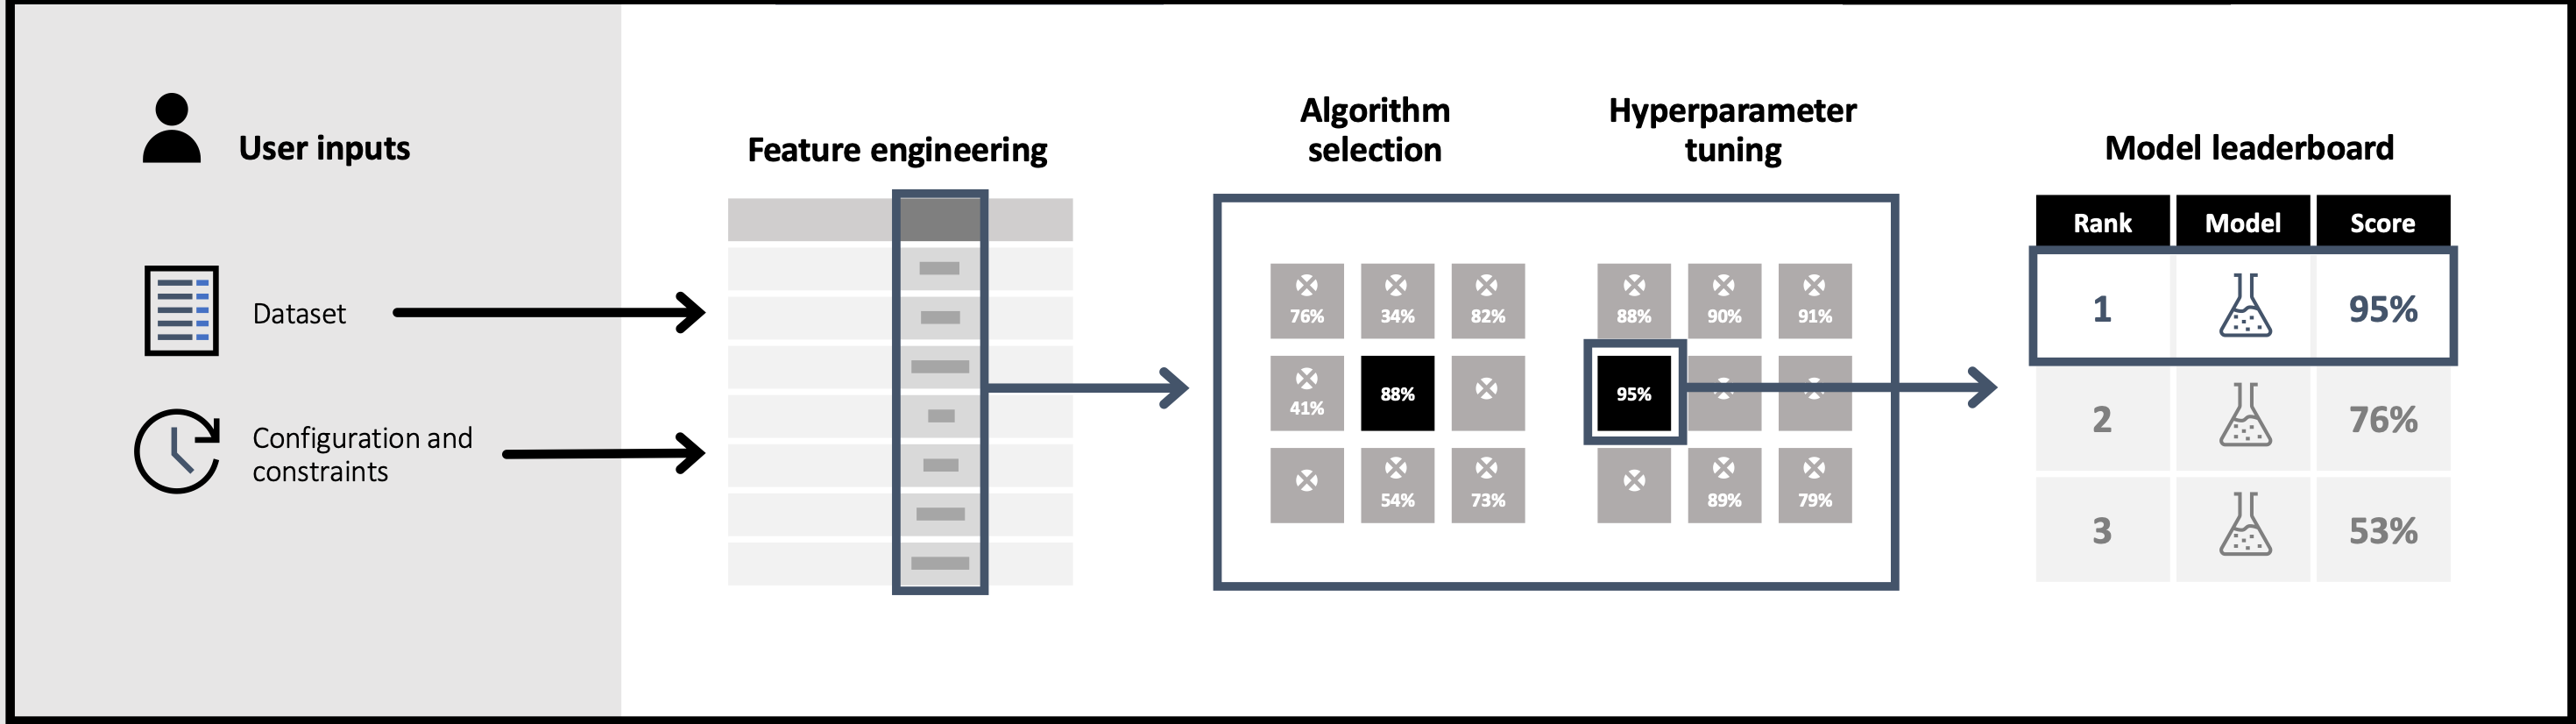 User inputs
Dataset
Configuration and
constraints
Feature engineering
Algorithm
selection
76% 34% 82%
41% 88%
54% 73%
Hyperparameter
tuning
88% 90% 91%
95%
89% 79%
Model leaderboard
Rank Model Score
1 95%
2 76%
3 53%